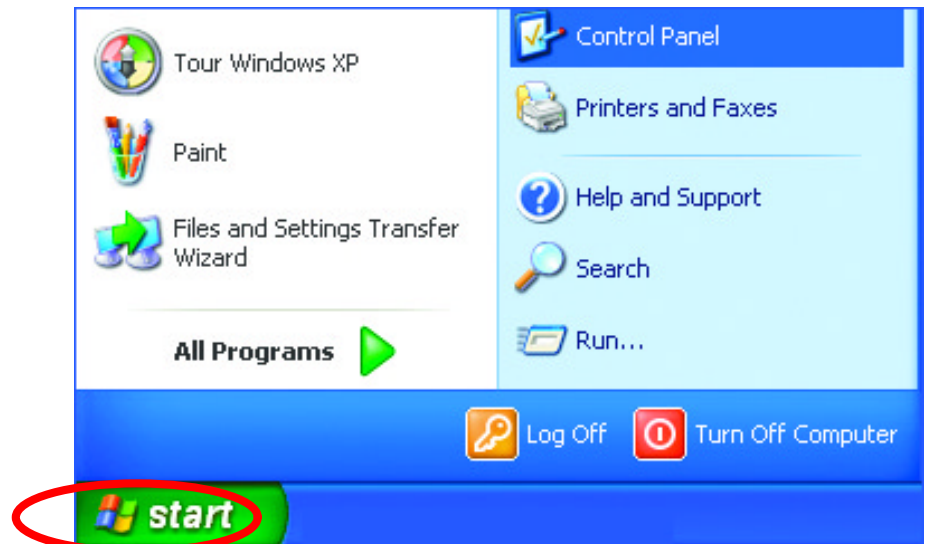 Tour Windows XP
Paint
Files and Settings Transfer
Wizard
All Programs
Control Panel
Printers and Faxes
Help and Support
Search
Run...
Log Off
Turn Off Computer
start